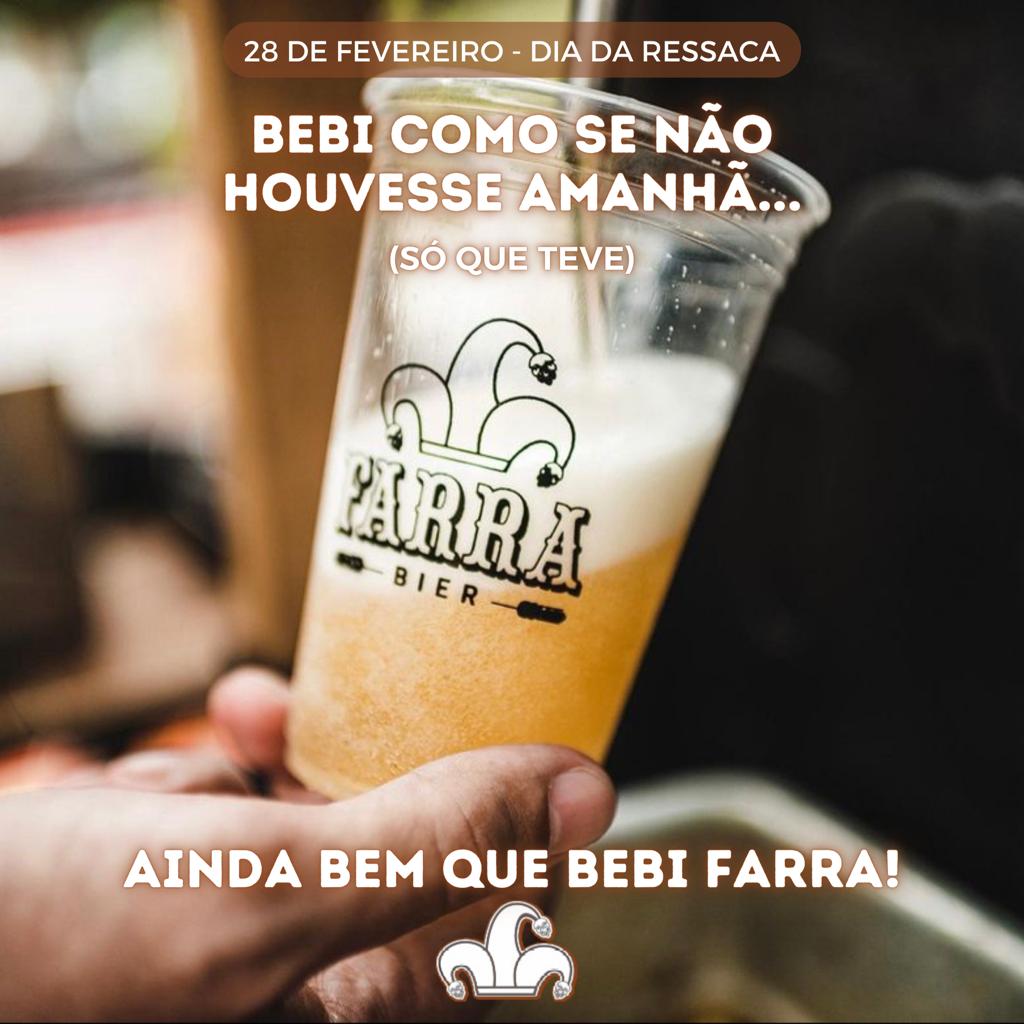 28 DE FEVEREIRO - DIA DA RESSACA
BEBI COMO SE NÃO
HOUVESSE AMANHÃ...
(SÓ QUE TEVE)
FARRA
BIER
AINDA BEM QUE BEBI FARRA!